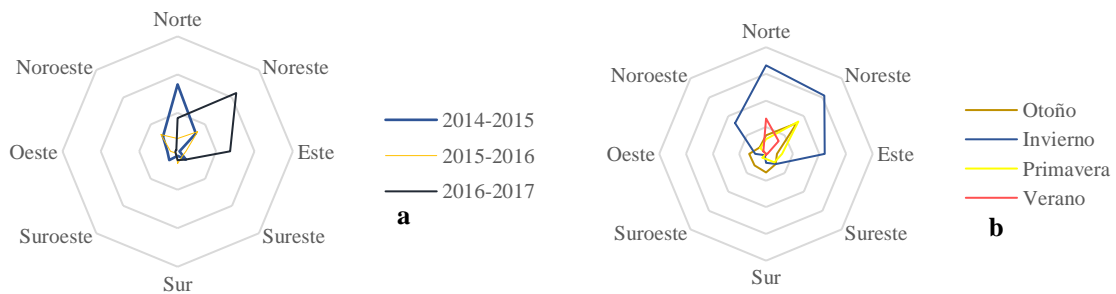 Norte
Noreste
Este
Sureste
Sur
Suroeste
Oeste
Noroeste
2014-2015
2015-2016
2016-2017
a
Norte
Noreste
Este
Sureste
Sur
Suroeste
Oeste
Noroeste
Otoño
Invierno
Primavera
Verano
b